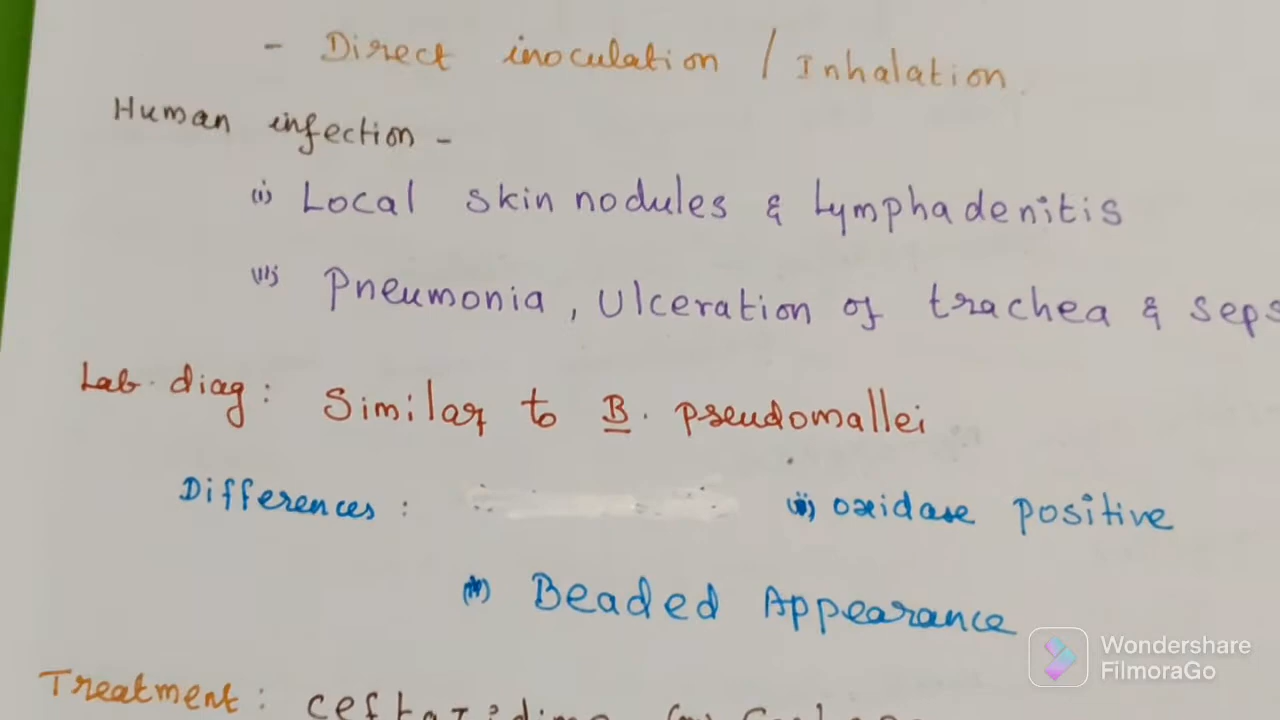 - Direct inoculation / Inhalation.
Human infection -
(i) Local skin nodules & Lymphadenitis
(ii) Pneumonia, Ulceration of trachea & seps
Lab. diag: Similar to B. pseudomallei
Differences : (ii) oxidase positive
Beaded Appearance
Treatment:
Wondershare
FilmoraGo